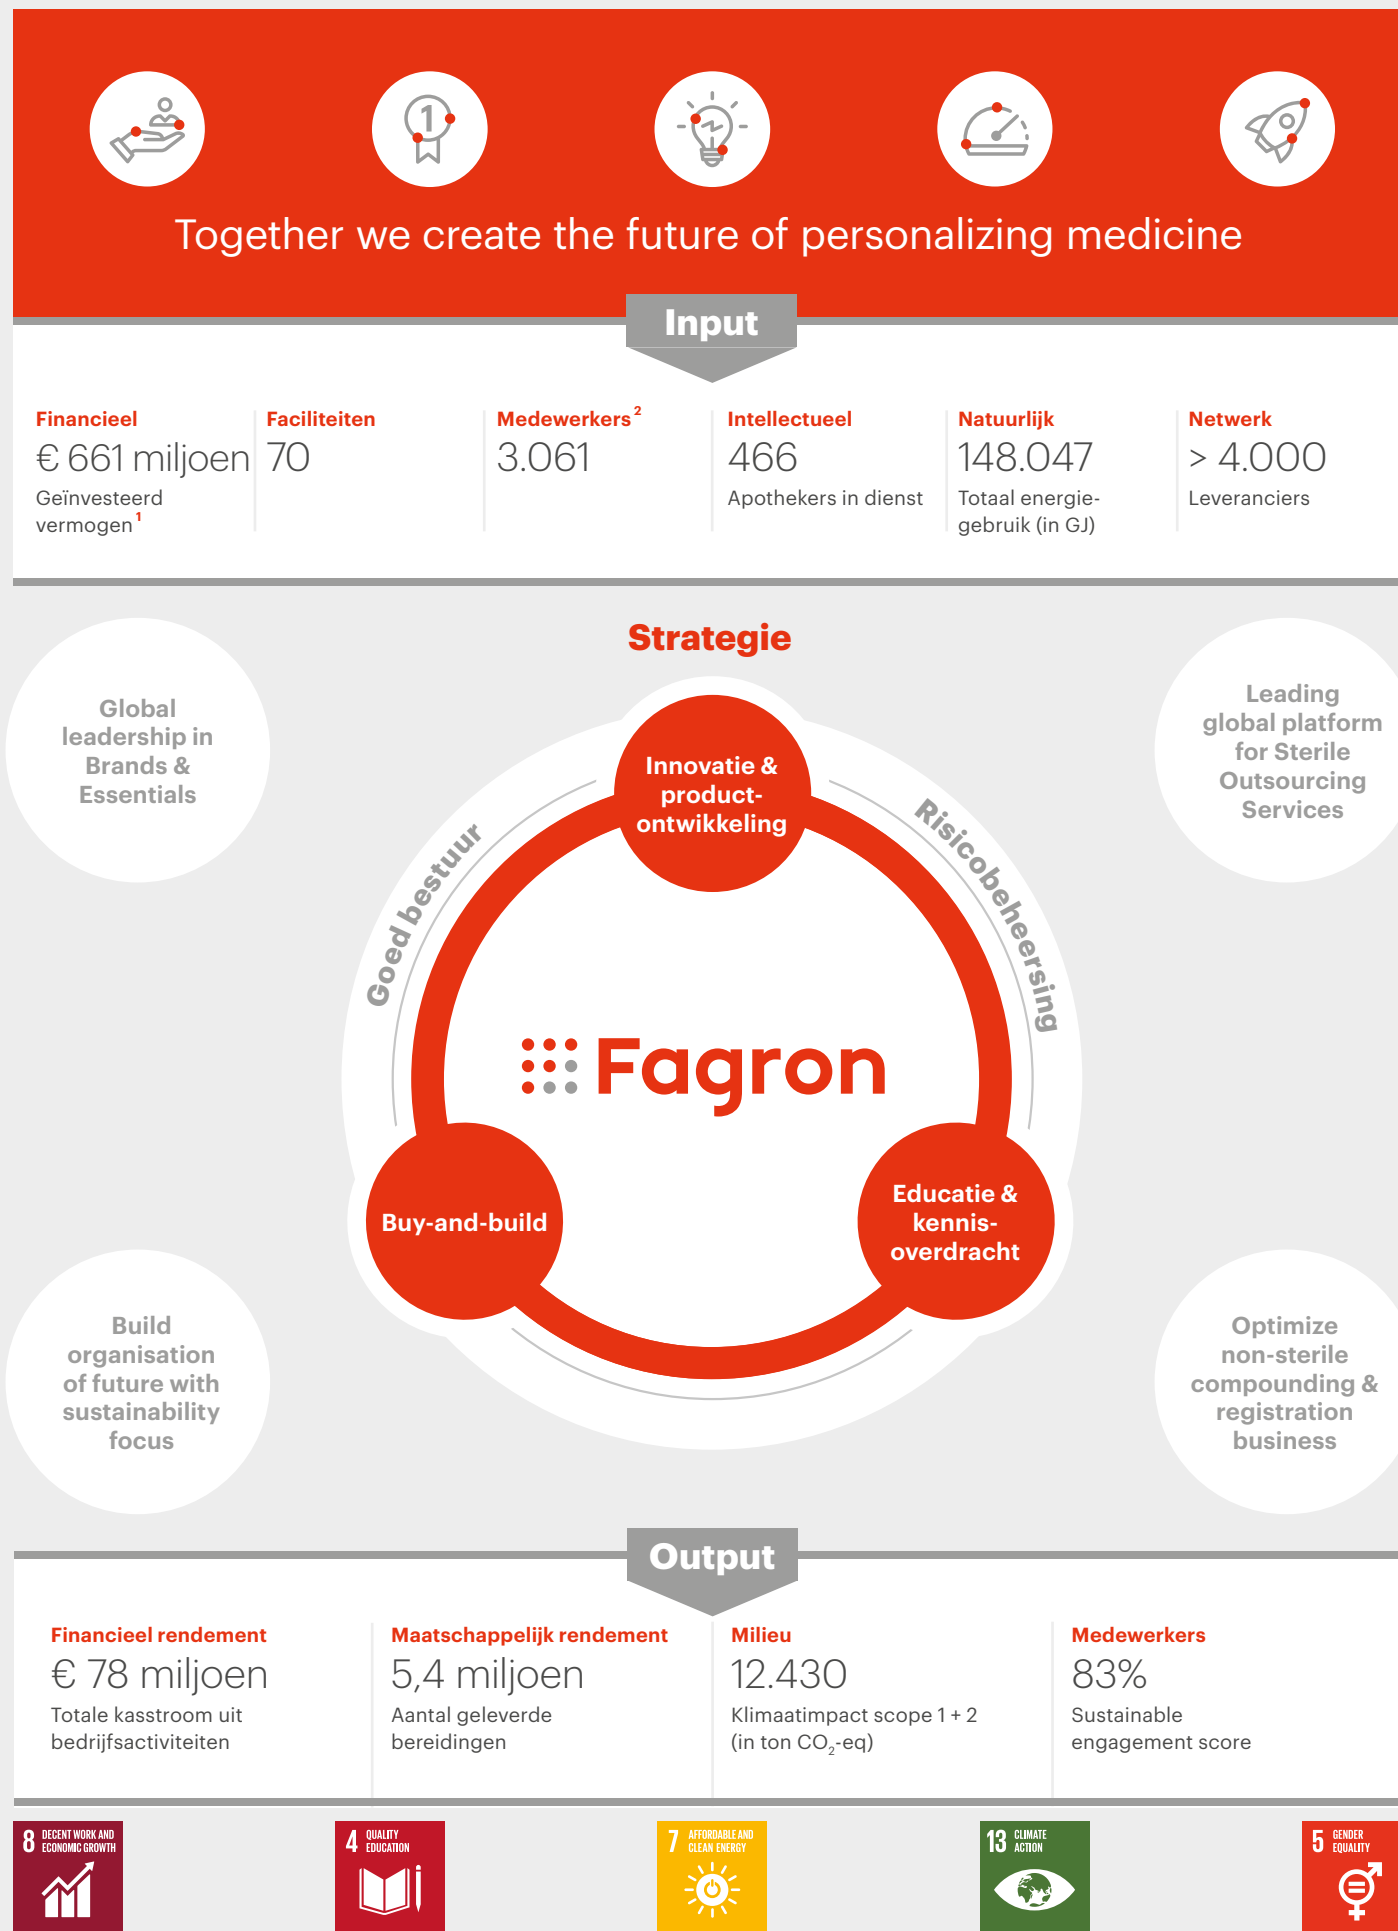 1
Together we create the future of personalizing medicine
Input
Financieel
€ 661 miljoen
Geïnvesteerd
vermogen 1
Faciliteiten
70
Medewerkers 2
3.061
Intellectueel
466
Apothekers in dienst
Natuurlijk
148.047
Totaal energie-
gebruik (in GJ)
Netwerk
> 4.000
Leveranciers
Strategie
Global
leadership in
Brands &
Essentials
Leading
global platform
for Sterile
Outsourcing
Services
Innovatie &
product-
ontwikkeling
Goed bestuur
Risicobeheersing
Fagron
Buy-and-build
Educatie &
kennis-
overdracht
Build
organisation
of future with
sustainability
focus
Optimize
non-sterile
compounding &
registration
business
Output
Financieel rendement
€ 78 miljoen
Totale kasstroom uit
bedrijfsactiviteiten
Maatschappelijk rendement
5,4 miljoen
Aantal geleverde
bereidingen
Milieu
12.430
Klimaatimpact scope 1 + 2
(in ton CO2-eq)
Medewerkers
83%
Sustainable
engagement score
8 DECENT WORK AND
ECONOMIC GROWTH
4 QUALITY
EDUCATION
7 AFFORDABLE AND
CLEAN ENERGY
13 CLIMATE
ACTION
5 GENDER
EQUALITY